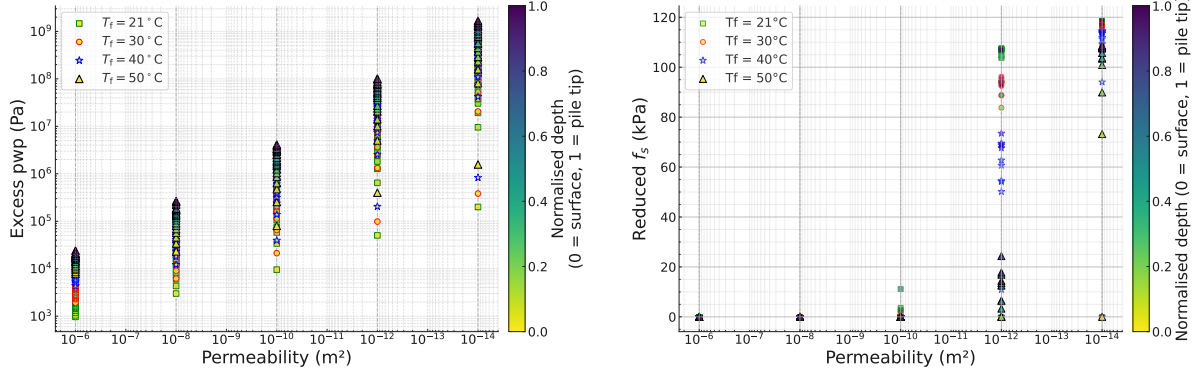 10⁹
10⁸
10⁷
10⁶
10⁵
10⁴
10³
Excess pwp (Pa)
T_f = 21°C
T_f = 30°C
T_f = 40°C
T_f = 50°C
10⁻⁶ 10⁻⁷ 10⁻⁸ 10⁻⁹ 10⁻¹⁰ 10⁻¹¹ 10⁻¹² 10⁻¹³ 10⁻¹⁴
Permeability (m²)
1.0
0.8
0.6
0.4
0.2
0.0
Normalised depth
(0 = surface, 1 = pile tip)
120
100
80
60
40
20
0
Reduced f_s (kPa)
Tf = 21°C
Tf = 30°C
Tf = 40°C
Tf = 50°C
10⁻⁶ 10⁻⁷ 10⁻⁸ 10⁻⁹ 10⁻¹⁰ 10⁻¹¹ 10⁻¹² 10⁻¹³ 10⁻¹⁴
Permeability (m²)
1.0
0.8
0.6
0.4
0.2
0.0
Normalised depth (0 = surface, 1 = pile tip)